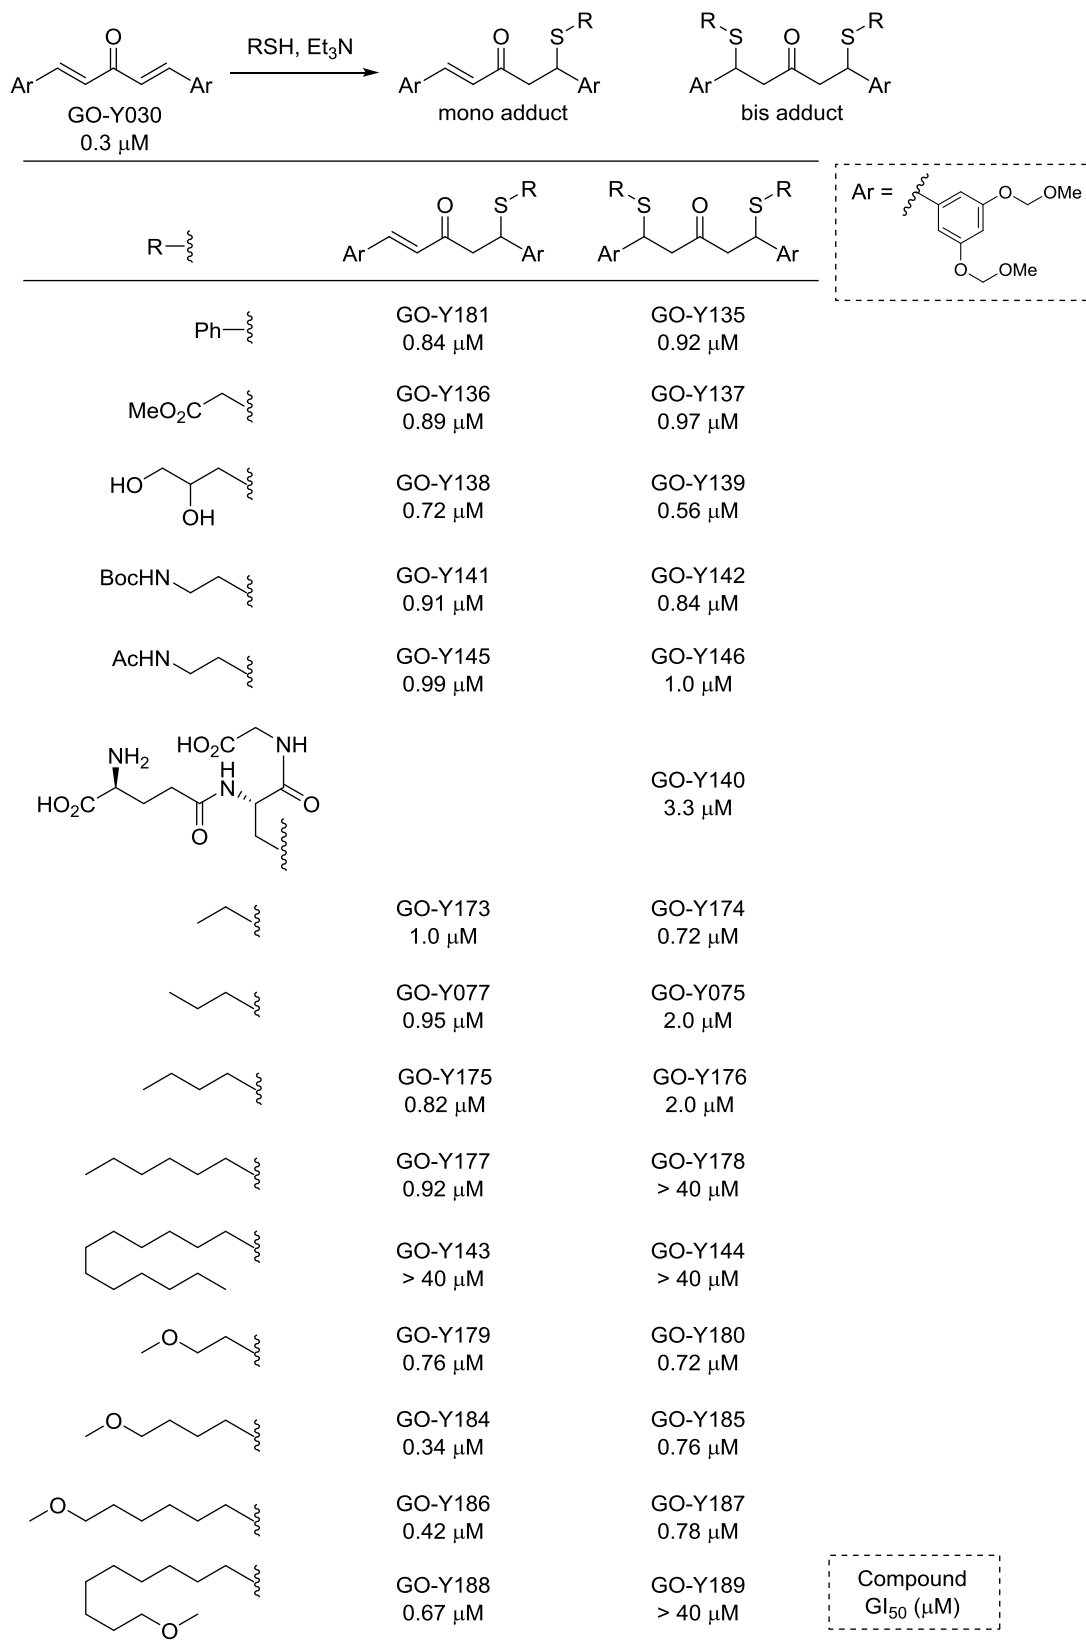 O
Ar
Ar
GO-Y030
0.3 μM
RSH, Et3N
O
S
R
Ar
Ar
mono adduct
R
S
O
S
R
Ar
Ar
bis adduct
R
O
S
R
Ar
Ar
R
S
O
S
R
Ar
Ar
Ar =
O
OMe
O
OMe
Ph
GO-Y181
0.84 μM
GO-Y135
0.92 μM
MeO2C
GO-Y136
0.89 μM
GO-Y137
0.97 μM
HO
OH
GO-Y138
0.72 μM
GO-Y139
0.56 μM
BocHN
GO-Y141
0.91 μM
GO-Y142
0.84 μM
AcHN
GO-Y145
0.99 μM
GO-Y146
1.0 μM
HO2C
NH
NH2
H
N
HO2C
O
O
GO-Y140
3.3 μM
GO-Y173
1.0 μM
GO-Y174
0.72 μM
GO-Y077
0.95 μM
GO-Y075
2.0 μM
GO-Y175
0.82 μM
GO-Y176
2.0 μM
GO-Y177
0.92 μM
GO-Y178
> 40 μM
GO-Y143
> 40 μM
GO-Y144
> 40 μM
O
GO-Y179
0.76 μM
GO-Y180
0.72 μM
O
GO-Y184
0.34 μM
GO-Y185
0.76 μM
O
GO-Y186
0.42 μM
GO-Y187
0.78 μM
O
GO-Y188
0.67 μM
GO-Y189
> 40 μM
Compound
GI50 (μM)